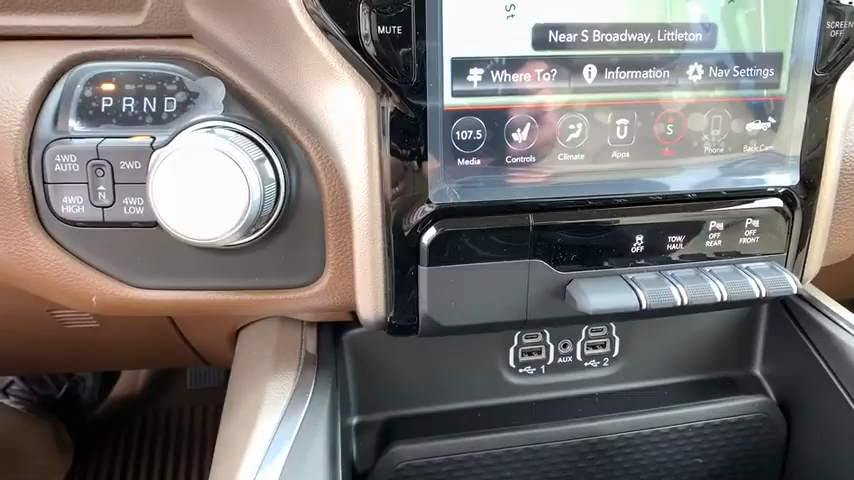 MUTE
St
SCREEN
OFF
Near S Broadway, Littleton
Where To?
Information
Nav Settings
PRND
107.5
S
Media
Controls
Climate
Apps
Phone
Back Cam
4WD
AUTO
2WD
N
4WD
HIGH
4WD
LOW
OFF
TOW/
HAUL
P
OFF
REAR
P
OFF
FRONT
1
AUX
2